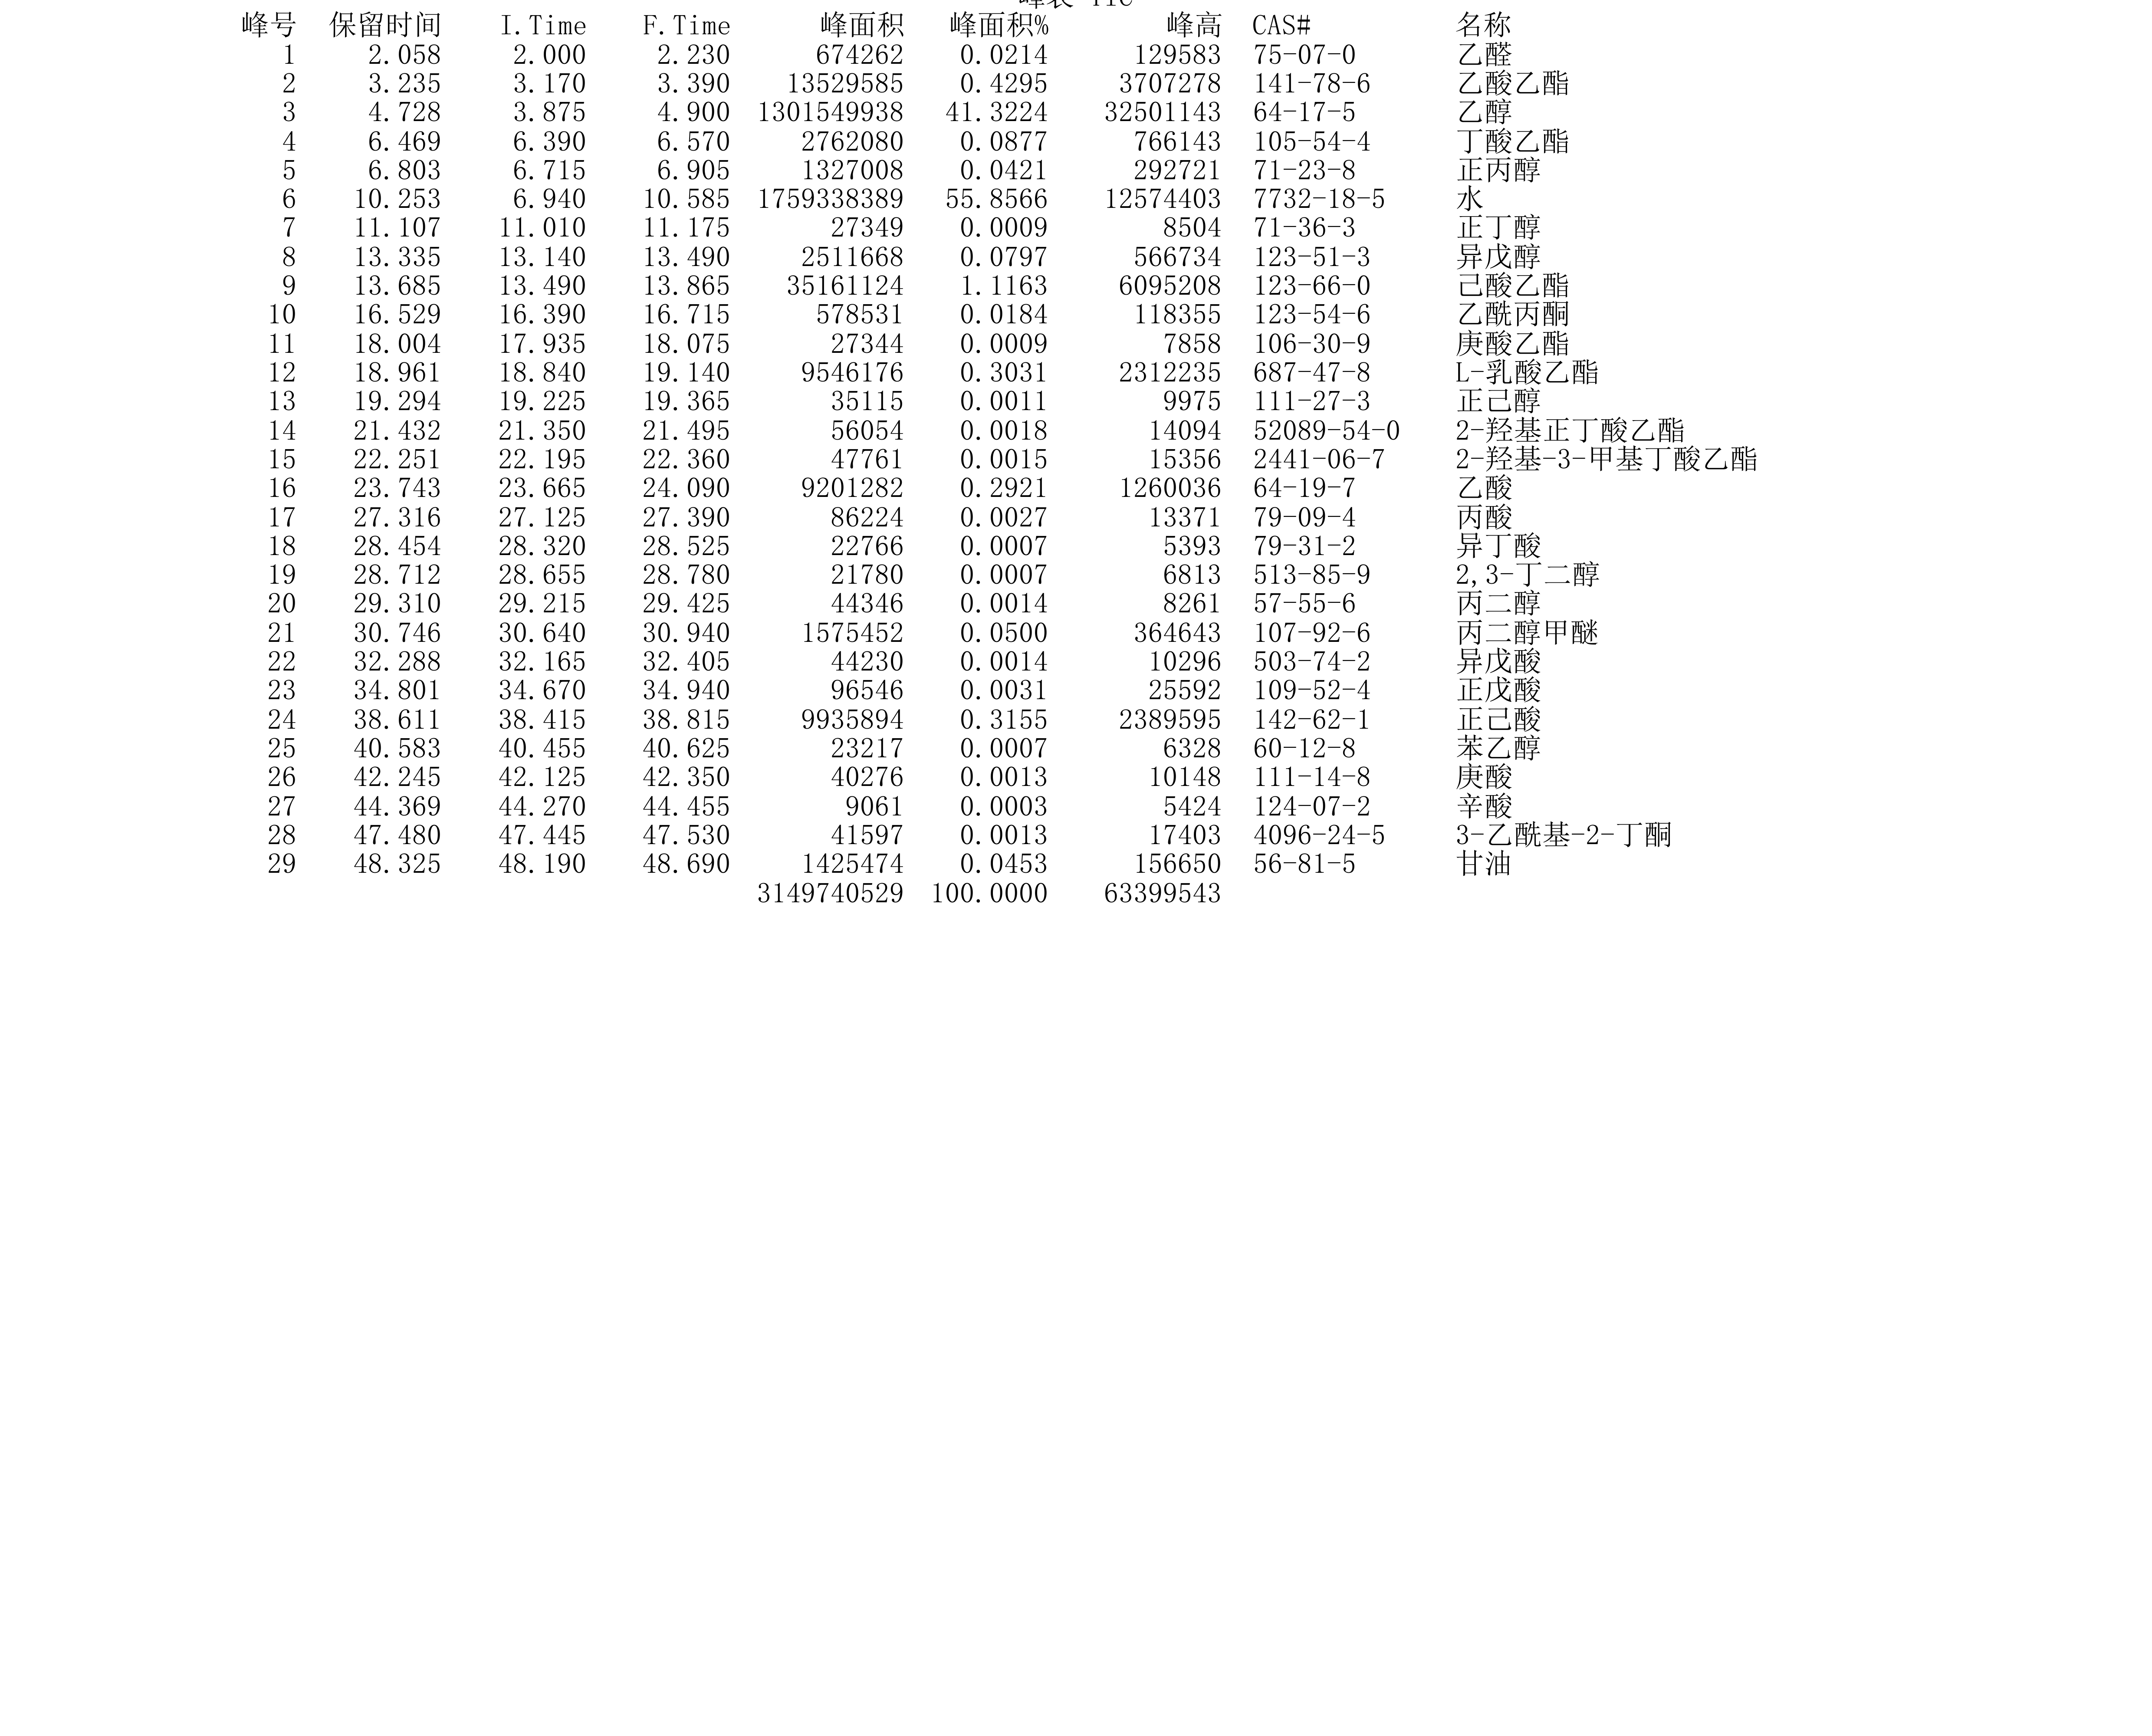 峰表 TIC
峰号 保留时间 I.Time F.Time 峰面积 峰面积% 峰高 CAS# 名称
1 2.058 2.000 2.230 674262 0.0214 129583 75-07-0 乙醛
2 3.235 3.170 3.390 13529585 0.4295 3707278 141-78-6 乙酸乙酯
3 4.728 3.875 4.900 1301549938 41.3224 32501143 64-17-5 乙醇
4 6.469 6.390 6.570 2762080 0.0877 766143 105-54-4 丁酸乙酯
5 6.803 6.715 6.905 1327008 0.0421 292721 71-23-8 正丙醇
6 10.253 6.940 10.585 1759338389 55.8566 12574403 7732-18-5 水
7 11.107 11.010 11.175 27349 0.0009 8504 71-36-3 正丁醇
8 13.335 13.140 13.490 2511668 0.0797 566734 123-51-3 异戊醇
9 13.685 13.490 13.865 35161124 1.1163 6095208 123-66-0 己酸乙酯
10 16.529 16.390 16.715 578531 0.0184 118355 123-54-6 乙酰丙酮
11 18.004 17.935 18.075 27344 0.0009 7858 106-30-9 庚酸乙酯
12 18.961 18.840 19.140 9546176 0.3031 2312235 687-47-8 L-乳酸乙酯
13 19.294 19.225 19.365 35115 0.0011 9975 111-27-3 正己醇
14 21.432 21.350 21.495 56054 0.0018 14094 52089-54-0 2-羟基正丁酸乙酯
15 22.251 22.195 22.360 47761 0.0015 15356 2441-06-7 2-羟基-3-甲基丁酸乙酯
16 23.743 23.665 24.090 9201282 0.2921 1260036 64-19-7 乙酸
17 27.316 27.125 27.390 86224 0.0027 13371 79-09-4 丙酸
18 28.454 28.320 28.525 22766 0.0007 5393 79-31-2 异丁酸
19 28.712 28.655 28.780 21780 0.0007 6813 513-85-9 2,3-丁二醇
20 29.310 29.215 29.425 44346 0.0014 8261 57-55-6 丙二醇
21 30.746 30.640 30.940 1575452 0.0500 364643 107-92-6 丙二醇甲醚
22 32.288 32.165 32.405 44230 0.0014 10296 503-74-2 异戊酸
23 34.801 34.670 34.940 96546 0.0031 25592 109-52-4 正戊酸
24 38.611 38.415 38.815 9935894 0.3155 2389595 142-62-1 正己酸
25 40.583 40.455 40.625 23217 0.0007 6328 60-12-8 苯乙醇
26 42.245 42.125 42.350 40276 0.0013 10148 111-14-8 庚酸
27 44.369 44.270 44.455 9061 0.0003 5424 124-07-2 辛酸
28 47.480 47.445 47.530 41597 0.0013 17403 4096-24-5 3-乙酰基-2-丁酮
29 48.325 48.190 48.690 1425474 0.0453 156650 56-81-5 甘油
3149740529 100.0000 63399543